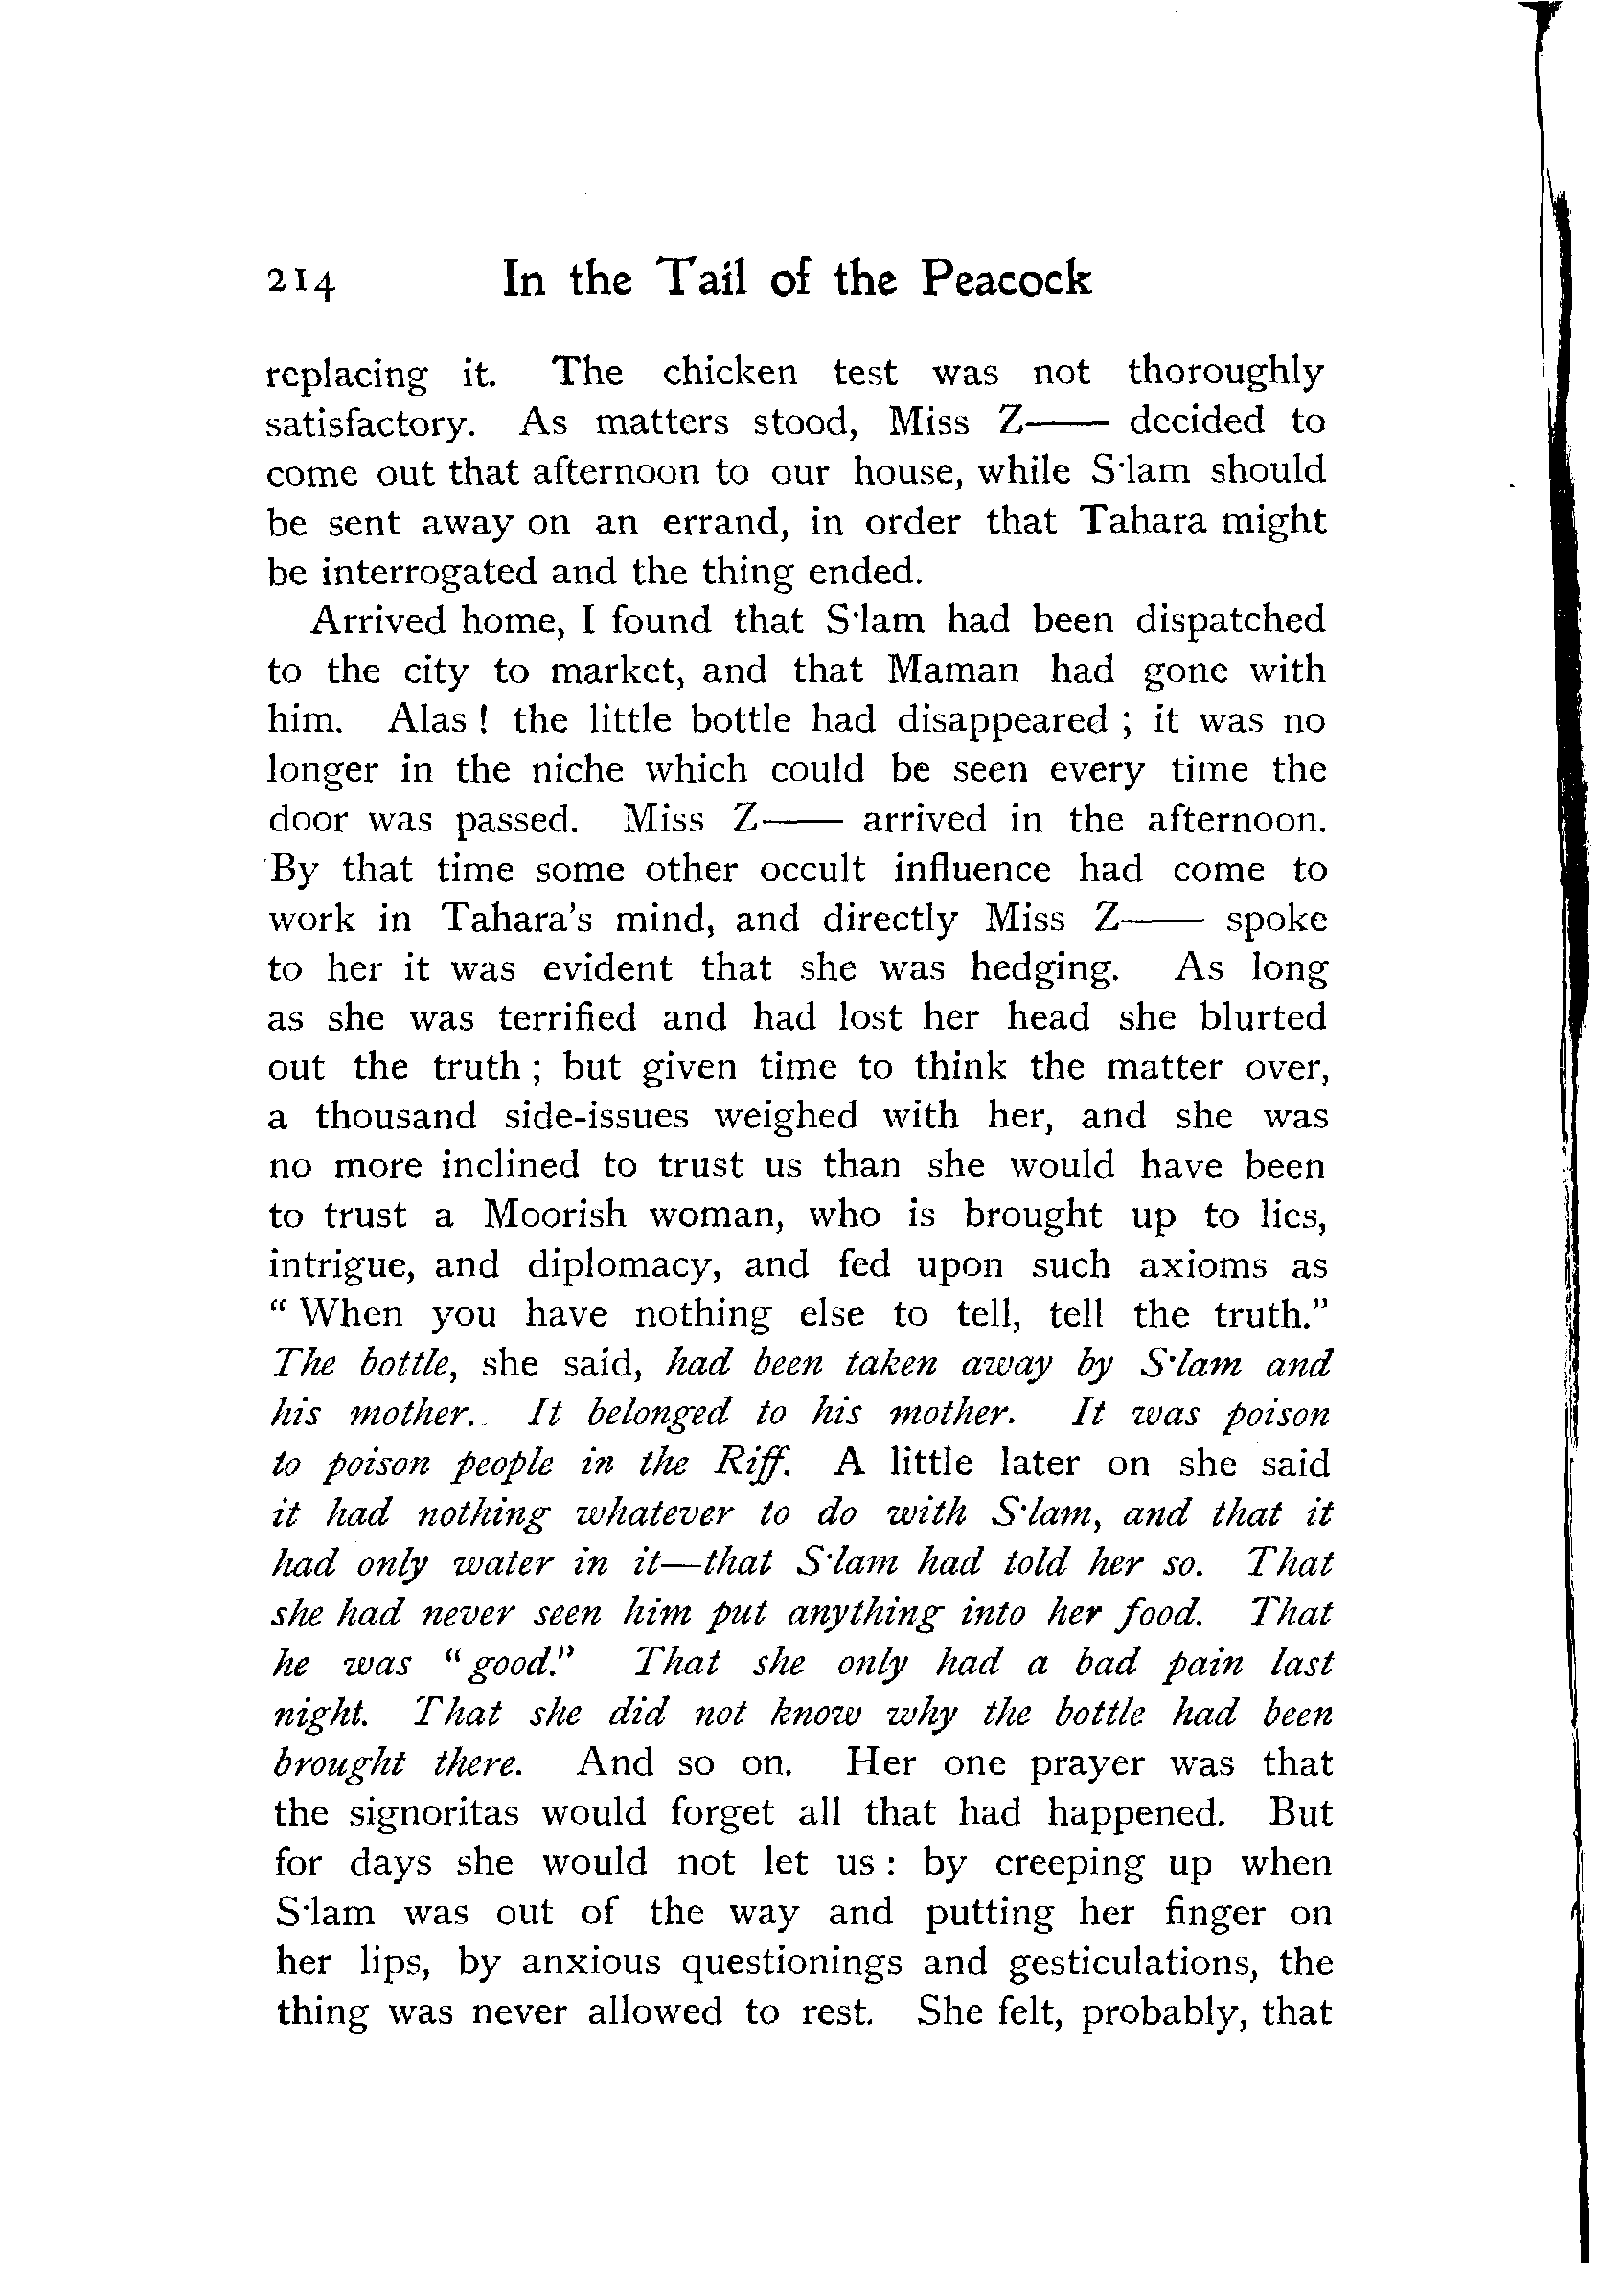 214 In the Tail of the Peacock
replacing it. The chicken test was not thoroughly
satisfactory. As matters stood, Miss Z—— decided to
come out that afternoon to our house, while S·lam should
be sent away on an errand, in order that Tahara might
be interrogated and the thing ended.
Arrived home, I found that S·lam had been dispatched
to the city to market, and that Maman had gone with
him. Alas ! the little bottle had disappeared ; it was no
longer in the niche which could be seen every time the
door was passed. Miss Z—— arrived in the afternoon.
By that time some other occult influence had come to
work in Tahara's mind, and directly Miss Z—— spoke
to her it was evident that she was hedging. As long
as she was terrified and had lost her head she blurted
out the truth ; but given time to think the matter over,
a thousand side-issues weighed with her, and she was
no more inclined to trust us than she would have been
to trust a Moorish woman, who is brought up to lies,
intrigue, and diplomacy, and fed upon such axioms as
“ When you have nothing else to tell, tell the truth.”
The bottle, she said, had been taken away by S·lam and
his mother. It belonged to his mother. It was poison
to poison people in the Riff. A little later on she said
it had nothing whatever to do with S·lam, and that it
had only water in it—that S·lam had told her so. That
she had never seen him put anything into her food. That
he was “good.” That she only had a bad pain last
night. That she did not know why the bottle had been
brought there. And so on. Her one prayer was that
the signoritas would forget all that had happened. But
for days she would not let us : by creeping up when
S·lam was out of the way and putting her finger on
her lips, by anxious questionings and gesticulations, the
thing was never allowed to rest. She felt, probably, that